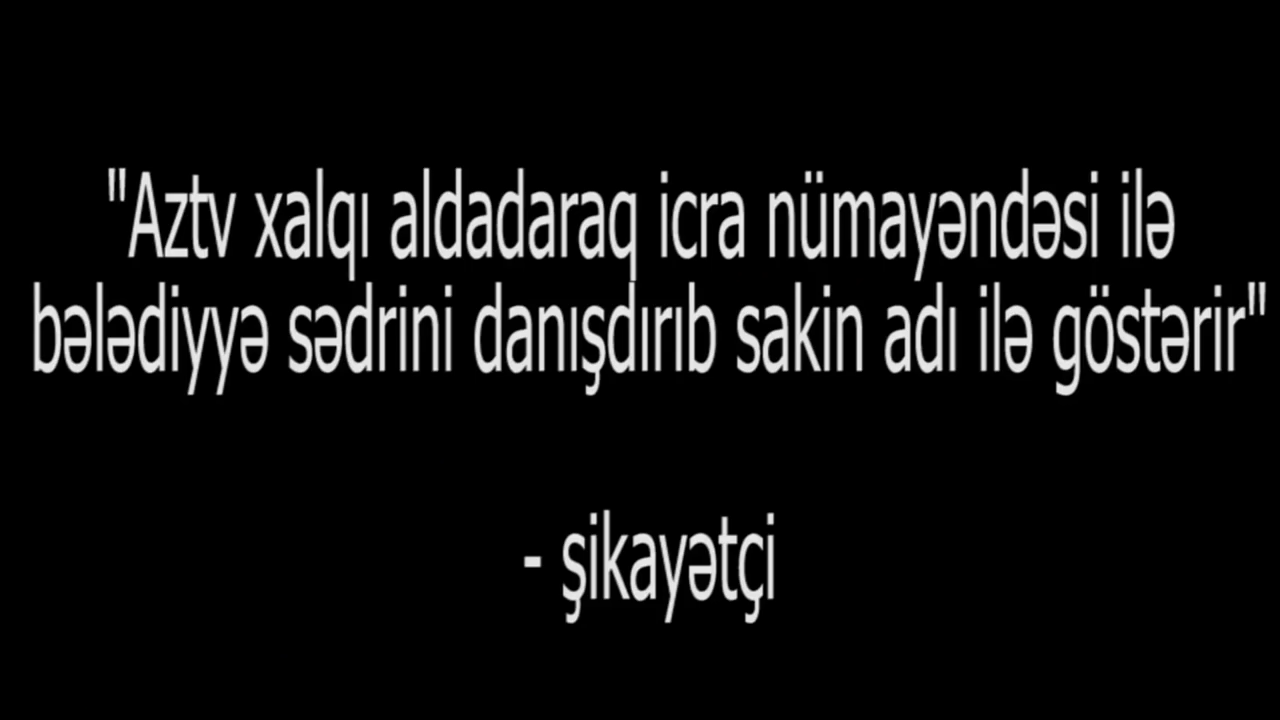 "Aztv xalqı aldadaraq icra nümayəndəsi ilə
bələdiyyə sədrini danışdırıb sakin adı ilə göstərir"
- şikayətçi